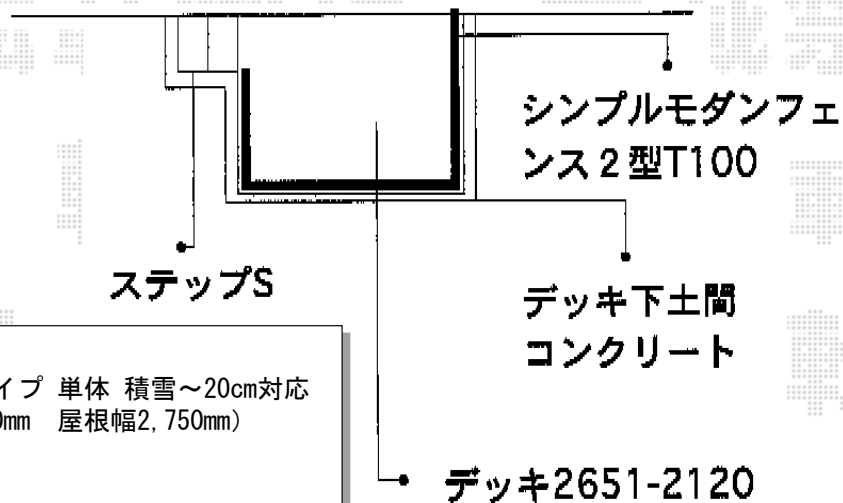 シンプルモダンフェ
ンス2型T100
ステップS
デッキ下土間
コンクリート
イプ 単体 積雪～20cm対応
mm 屋根幅2,750mm）
デッキ2651-2120